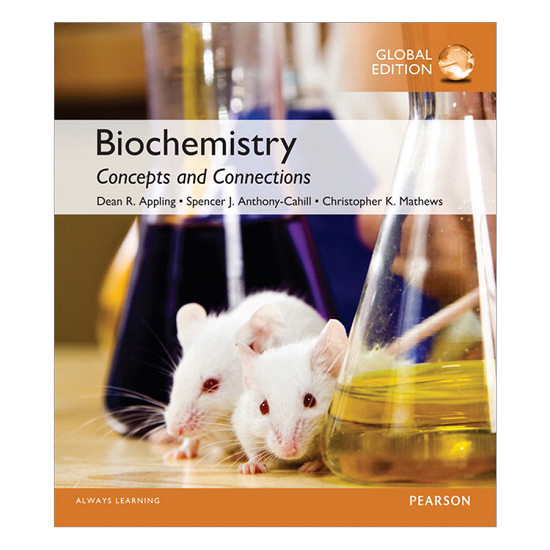 GLOBAL
EDITION
Biochemistry
Concepts and Connections
Dean R. Appling • Spencer J. Anthony-Cahill • Christopher K. Mathews
ALWAYS LEARNING
PEARSON